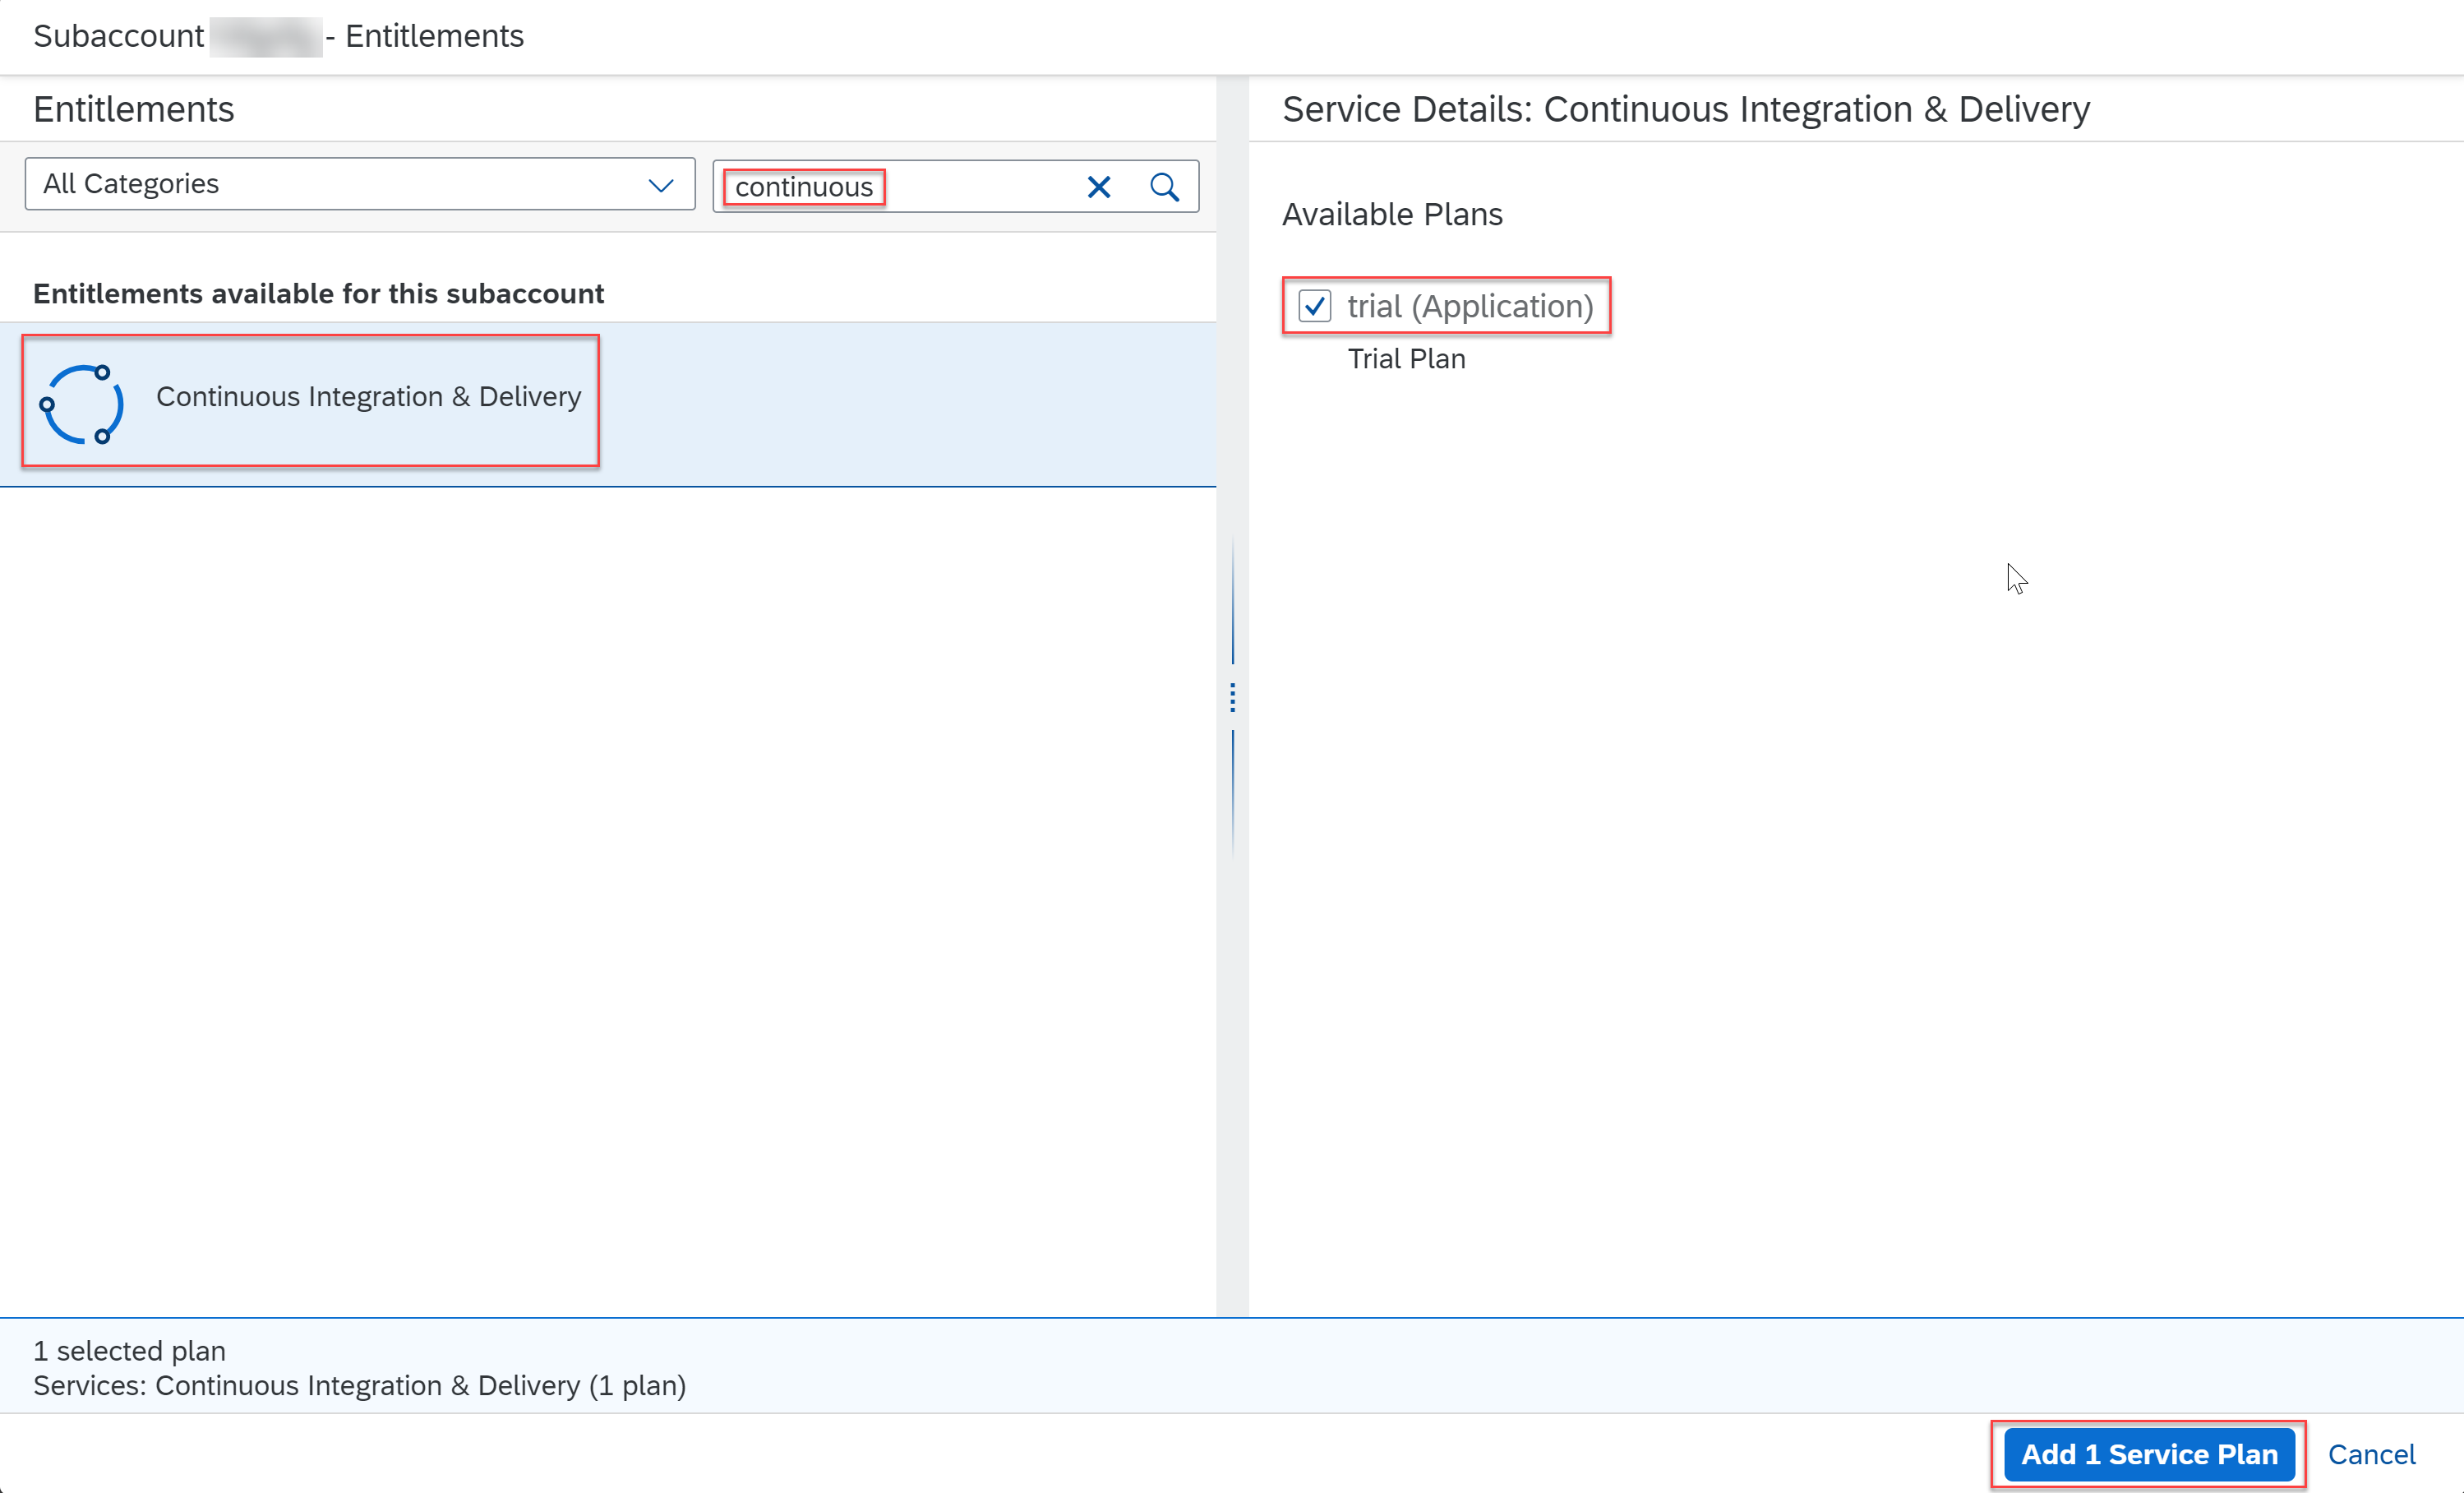 Subaccount - Entitlements
Entitlements
All Categories
continuous
Entitlements available for this subaccount
Continuous Integration & Delivery
Service Details: Continuous Integration & Delivery
Available Plans
trial (Application)
Trial Plan
1 selected plan
Services: Continuous Integration & Delivery (1 plan)
Add 1 Service Plan
Cancel